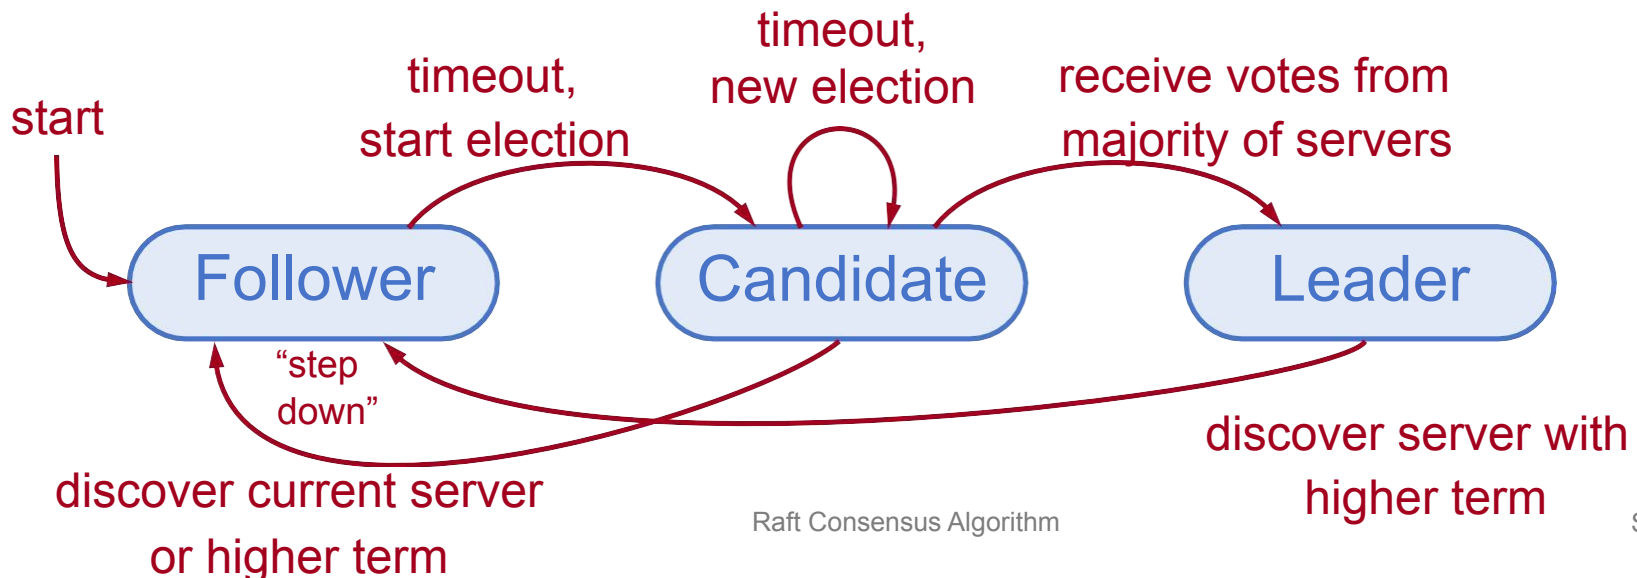 start
timeout,
start election
timeout,
new election
receive votes from
majority of servers
Follower
Candidate
Leader
“step
down”
discover current server
or higher term
discover server with
higher term
Raft Consensus Algorithm